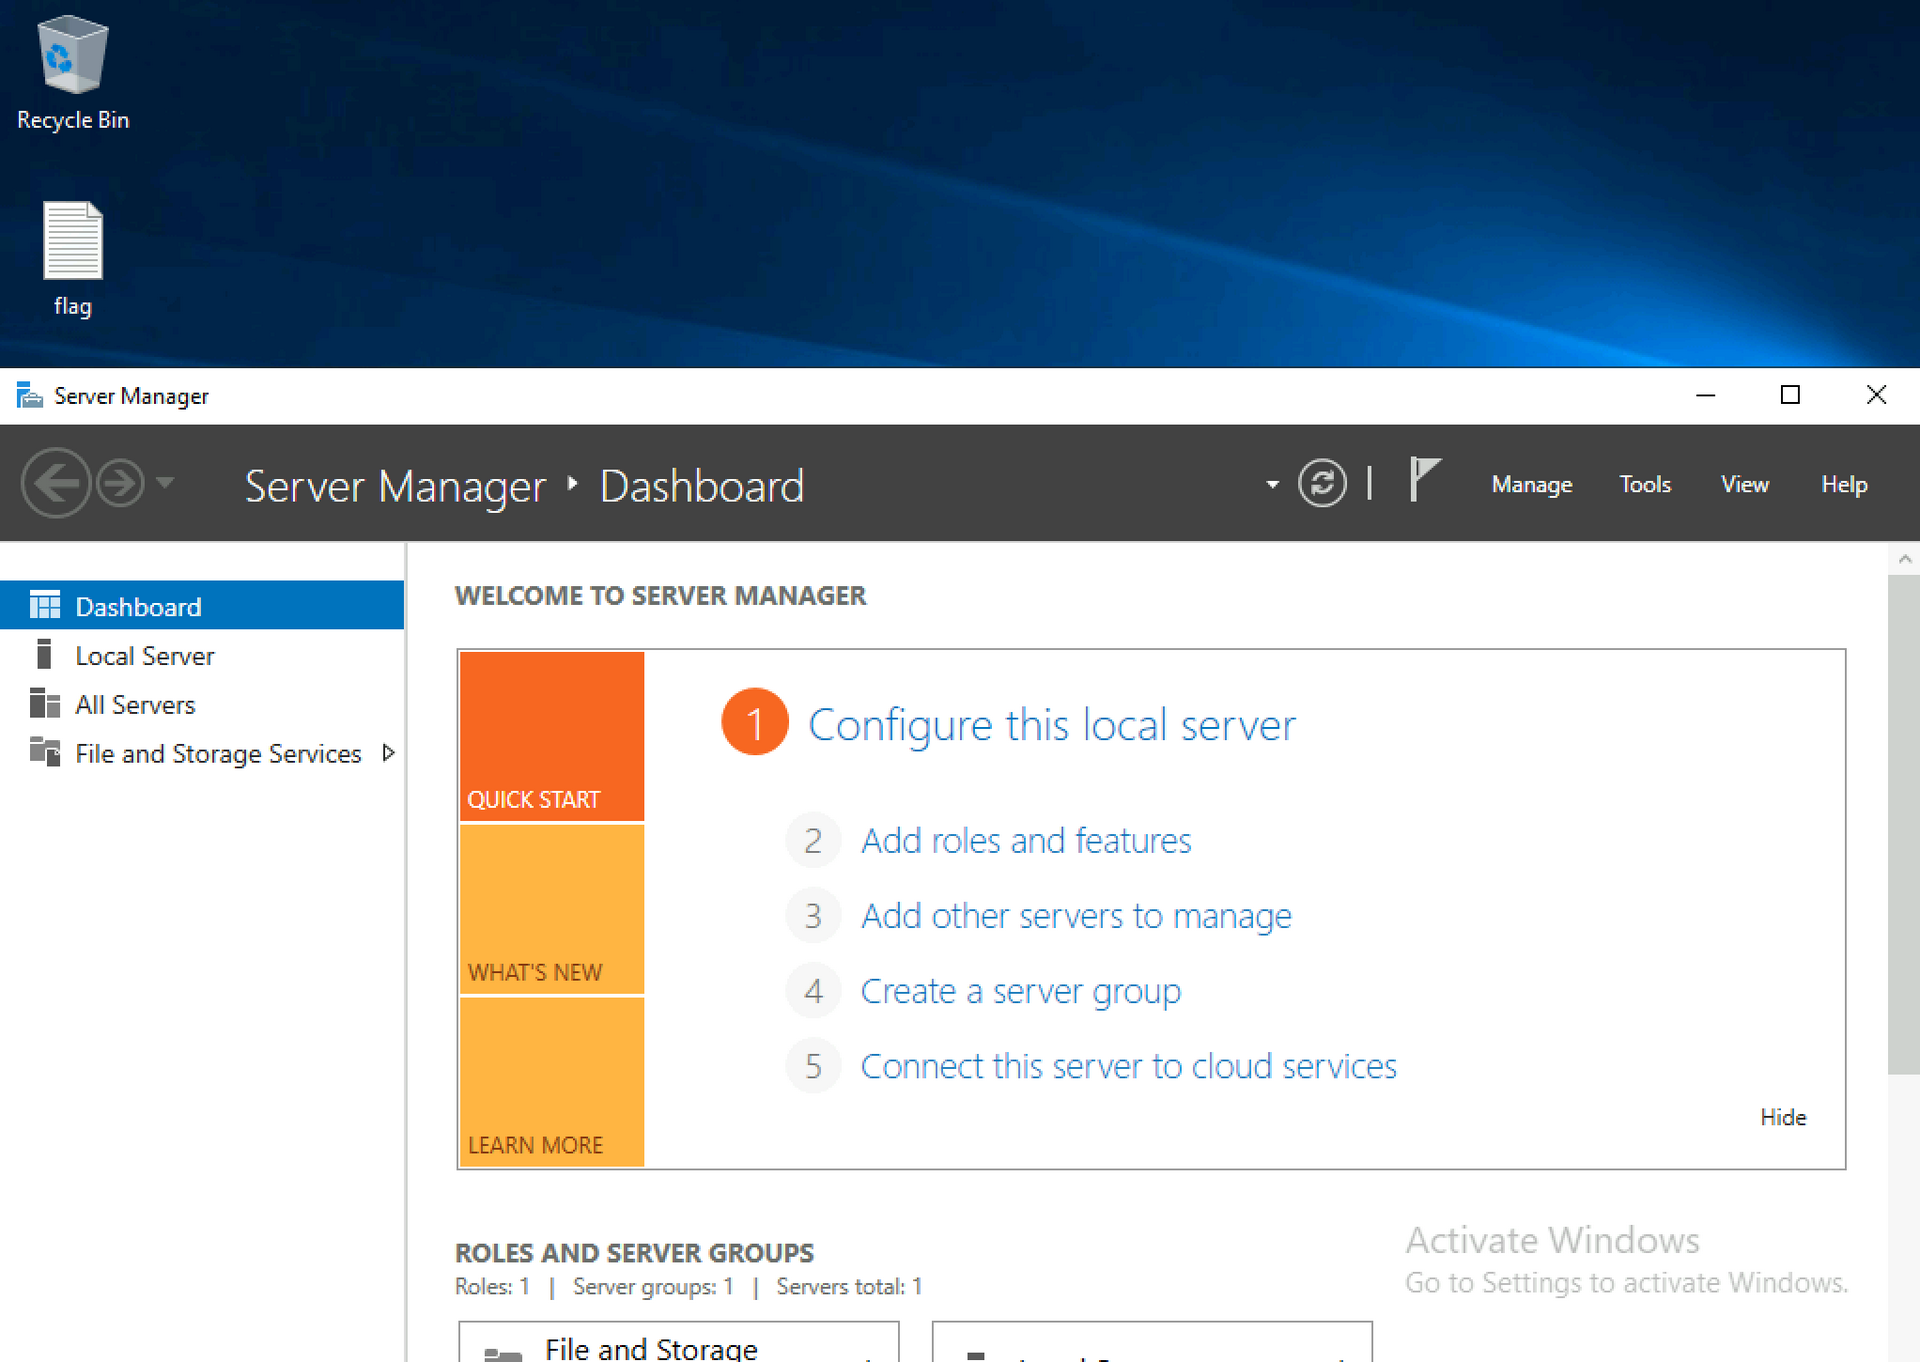 Recycle Bin
flag
Server Manager
Server Manager Dashboard
Manage Tools View Help
Dashboard
Local Server
All Servers
File and Storage Services
WELCOME TO SERVER MANAGER
QUICK START
WHAT'S NEW
LEARN MORE
1 Configure this local server
2 Add roles and features
3 Add other servers to manage
4 Create a server group
5 Connect this server to cloud services
Hide
ROLES AND SERVER GROUPS
Roles: 1 | Server groups: 1 | Servers total: 1
Activate Windows
Go to Settings to activate Windows.
File and Storage